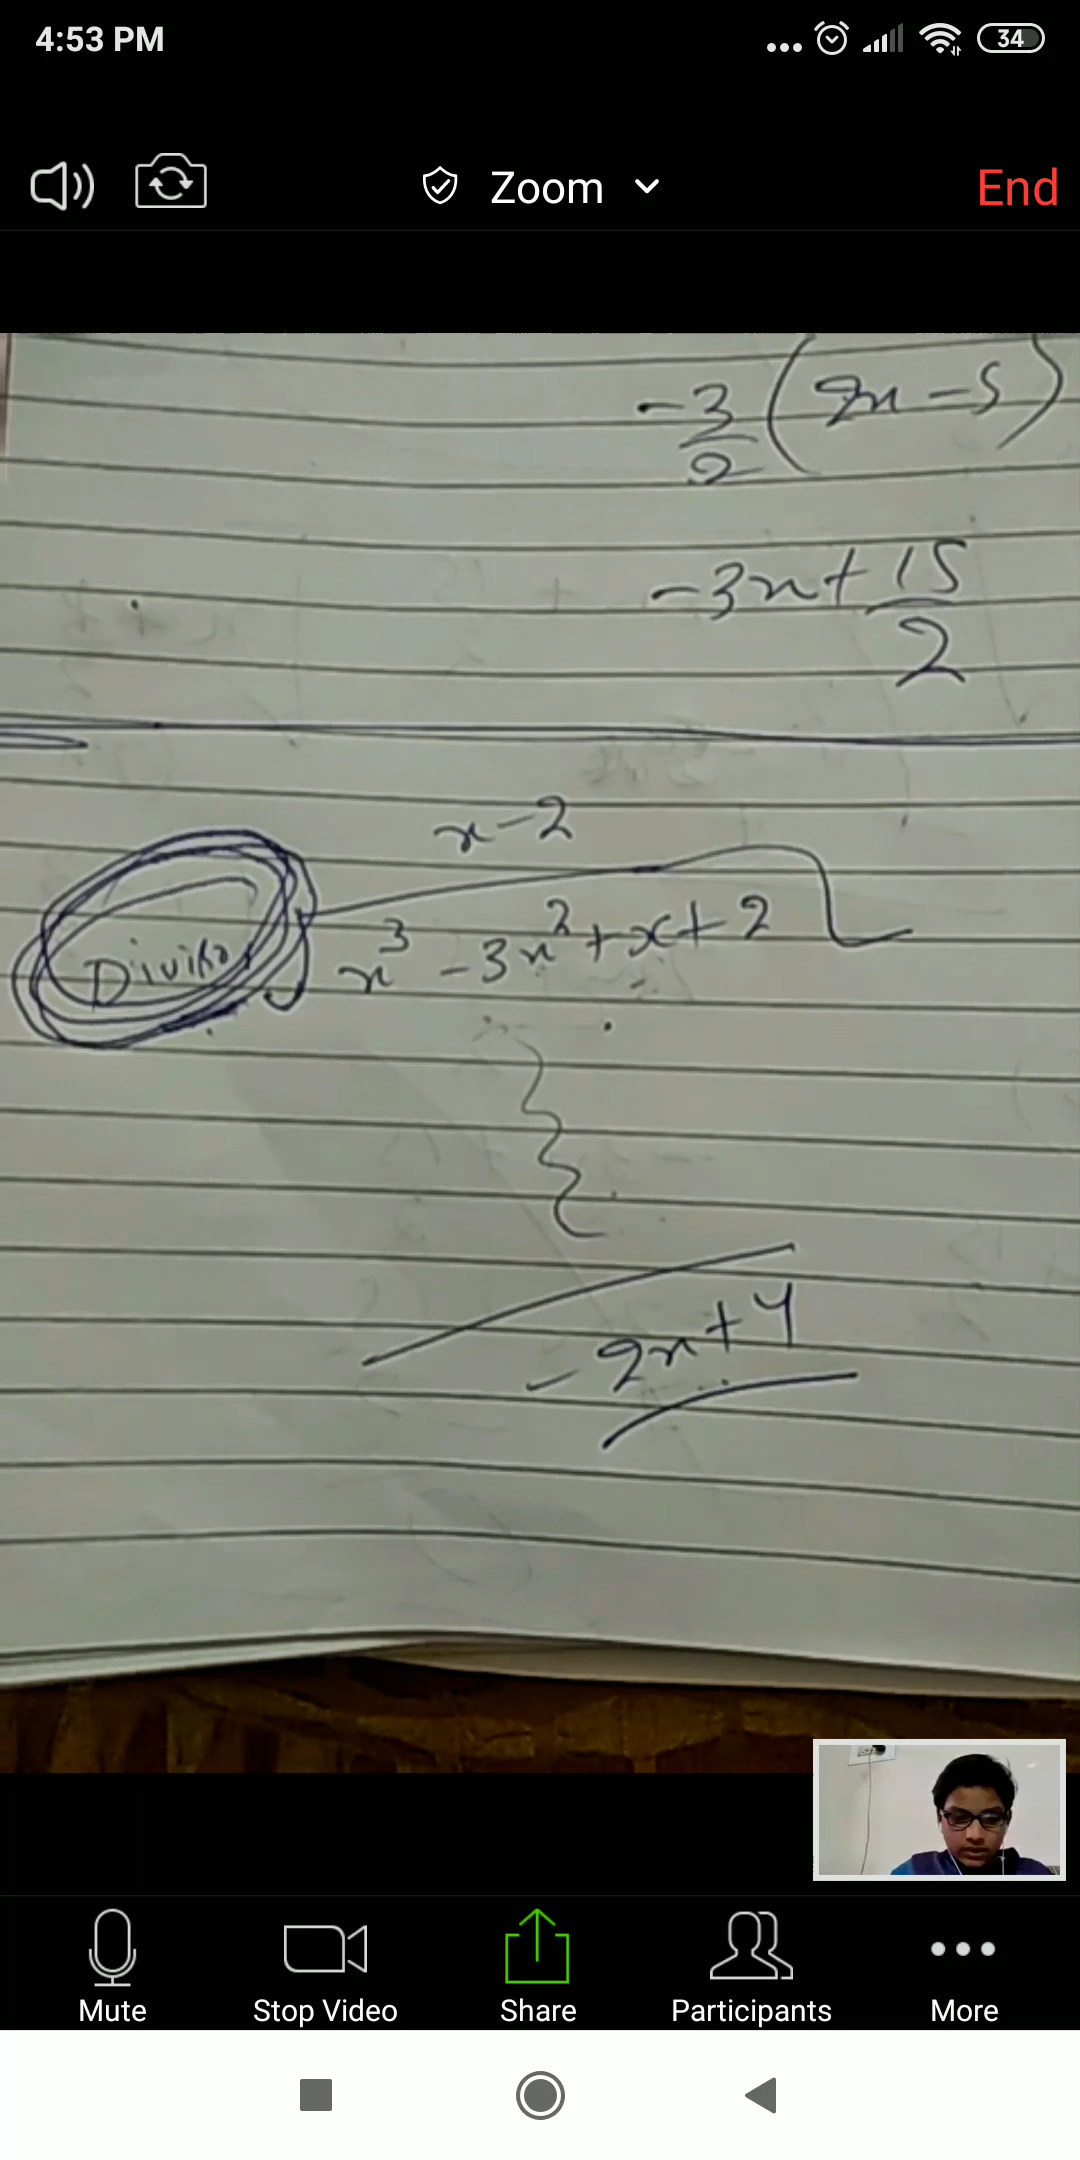 4:53 PM 34
Zoom End
-3/2 (2x-5)
-3x+15/2
x-2
Divisor x³-3x²+x+2
-2x+4
Mute Stop Video Share Participants More